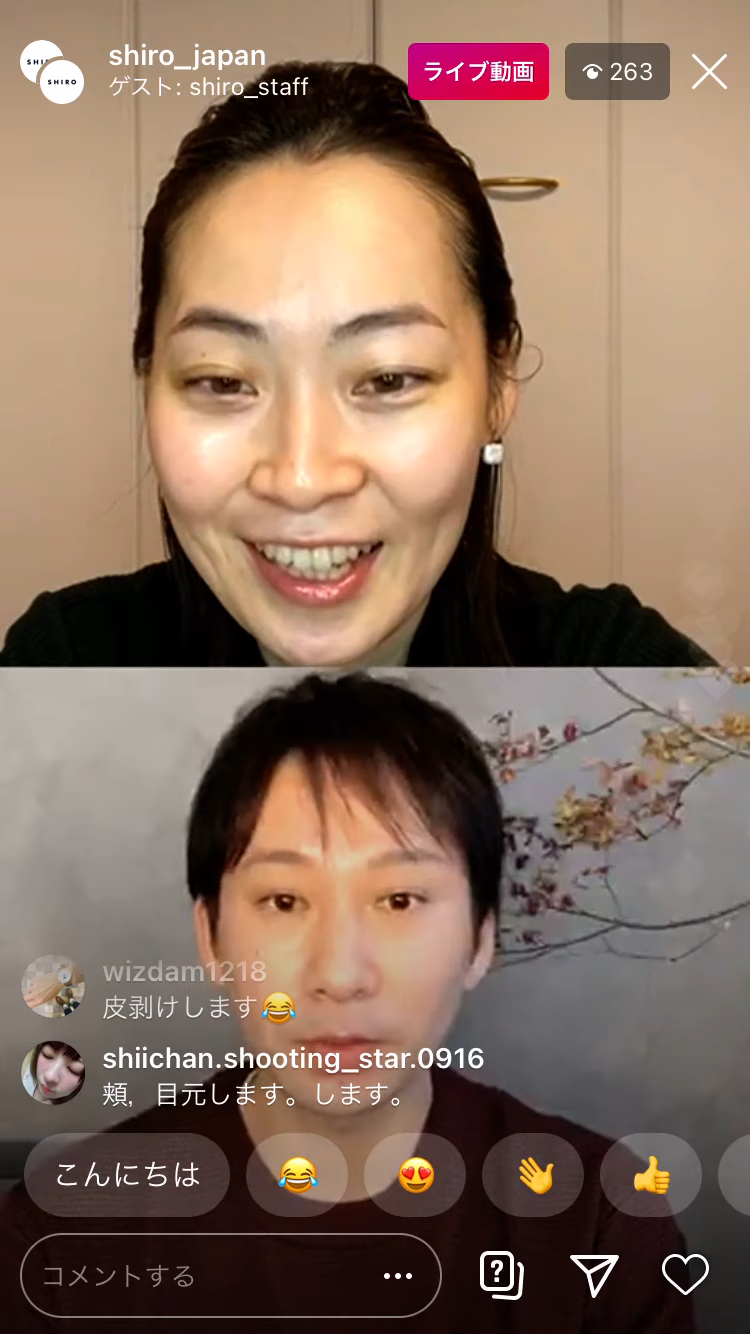 SHIRO
shiro_japan
ゲスト: shiro_staff
ライブ動画
263
wizdam1218
皮剥けします😂
shiichan.shooting_star.0916
頬，目元します。します。
こんにちは
コメントする